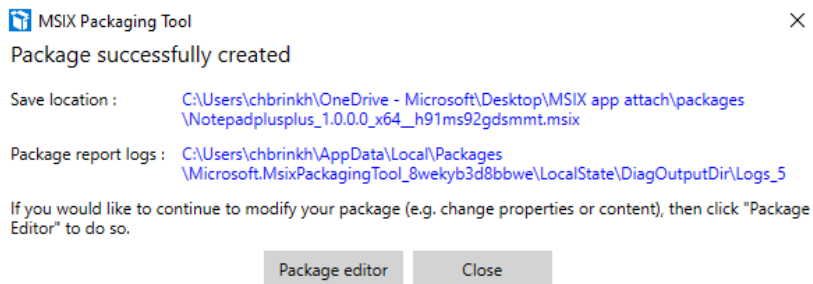 MSIX Packaging Tool
Package successfully created
Save location :
C:\Users\chbrinkh\OneDrive - Microsoft\Desktop\MSIX app attach\packages
\Notepadplusplus_1.0.0.0_x64__h91ms92gdsmmt.msix
Package report logs :
C:\Users\chbrinkh\AppData\Local\Packages
\Microsoft.MsixPackagingTool_8wekyb3d8bbwe\LocalState\DiagOutputDir\Logs_5
If you would like to continue to modify your package (e.g. change properties or content), then click "Package
Editor" to do so.
Package editor
Close